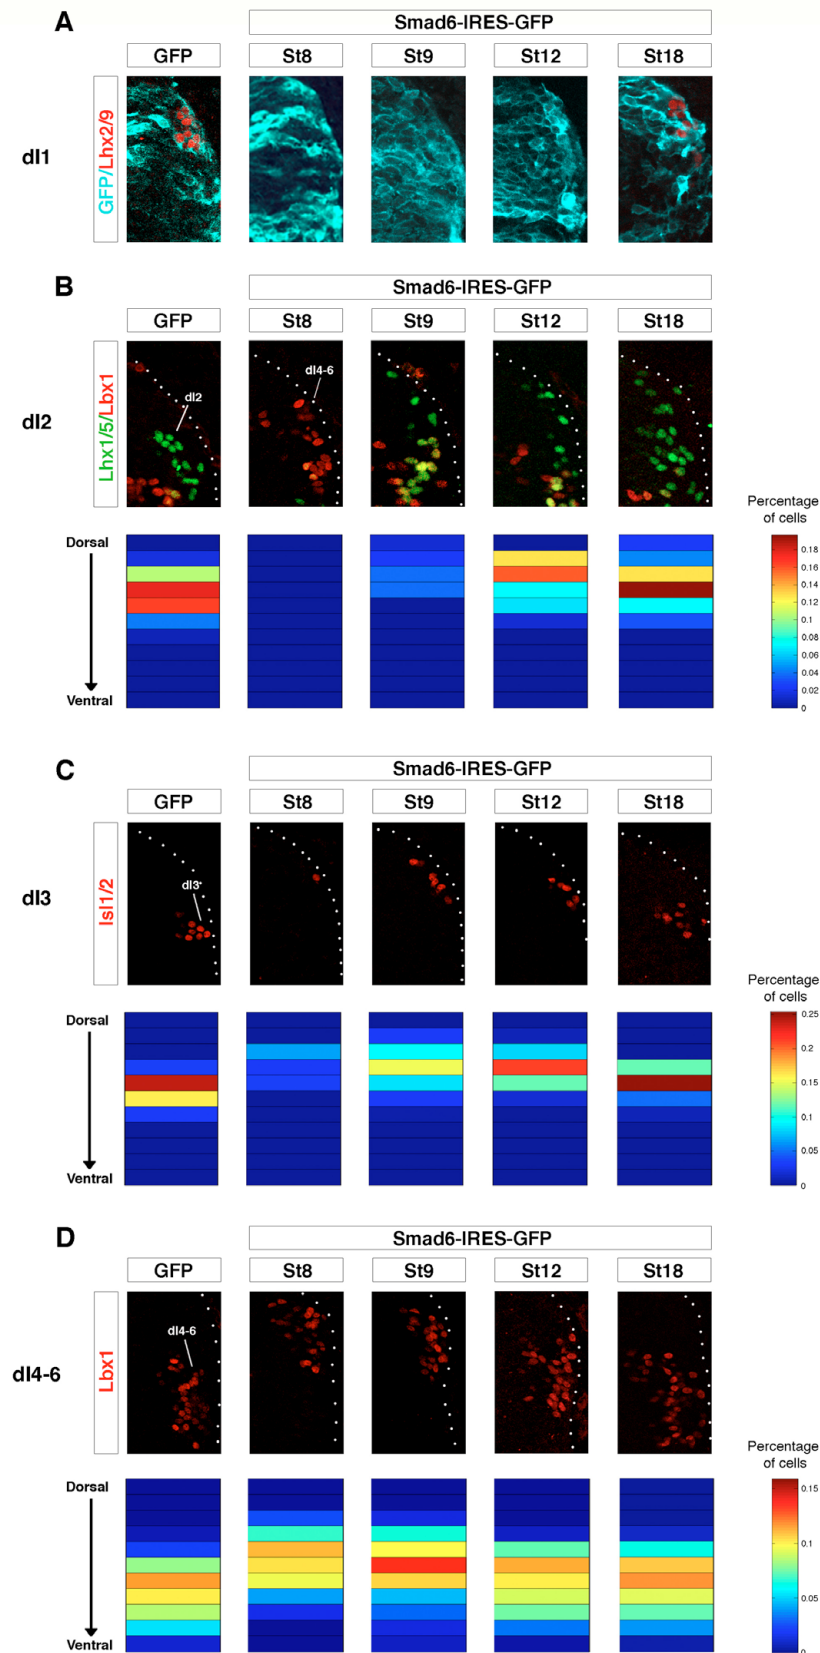 A
Smad6-IRES-GFP
GFP
St8
St9
St12
St18
dI1
GFP/Lhx2/9
B
Smad6-IRES-GFP
GFP
St8
St9
St12
St18
dI2
Lhx1/5/Lbx1
dI2
dI4-6
Dorsal
Ventral
Percentage
of cells
0.18
0.16
0.14
0.12
0.1
0.08
0.06
0.04
0.02
0
C
Smad6-IRES-GFP
GFP
St8
St9
St12
St18
dI3
Isl1/2
dI3
Dorsal
Ventral
Percentage
of cells
0.25
0.2
0.15
0.1
0.05
0
D
Smad6-IRES-GFP
GFP
St8
St9
St12
St18
dI4-6
Lbx1
dI4-6
Dorsal
Ventral
Percentage
of cells
0.15
0.1
0.05
0